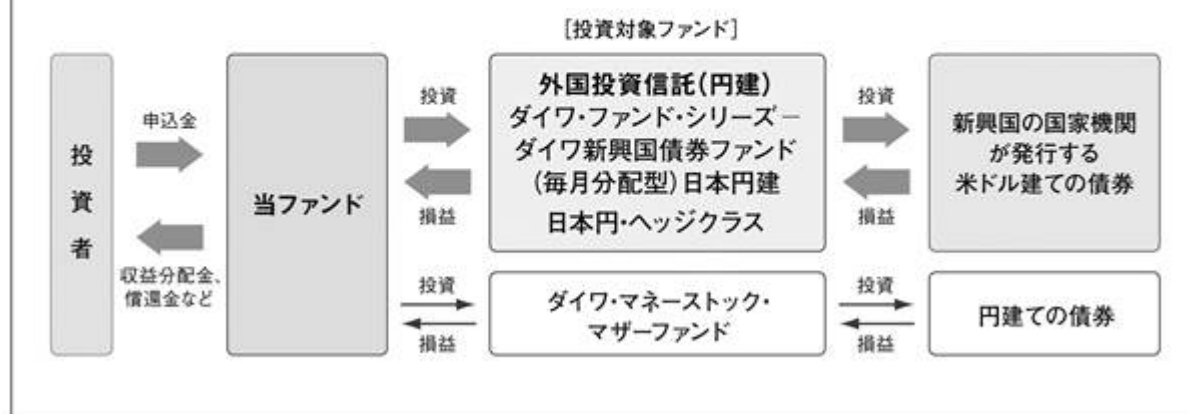 [投資対象ファンド]
投資者
申込金
収益分配金、
償還金など
当ファンド
投資
損益
外国投資信託(円建)
ダイワ・ファンド・シリーズ－
ダイワ新興国債券ファンド
(毎月分配型)日本円建
日本円・ヘッジクラス
投資
損益
新興国の国家機関
が発行する
米ドル建ての債券
投資
損益
ダイワ・マネーストック・
マザーファンド
投資
損益
円建ての債券